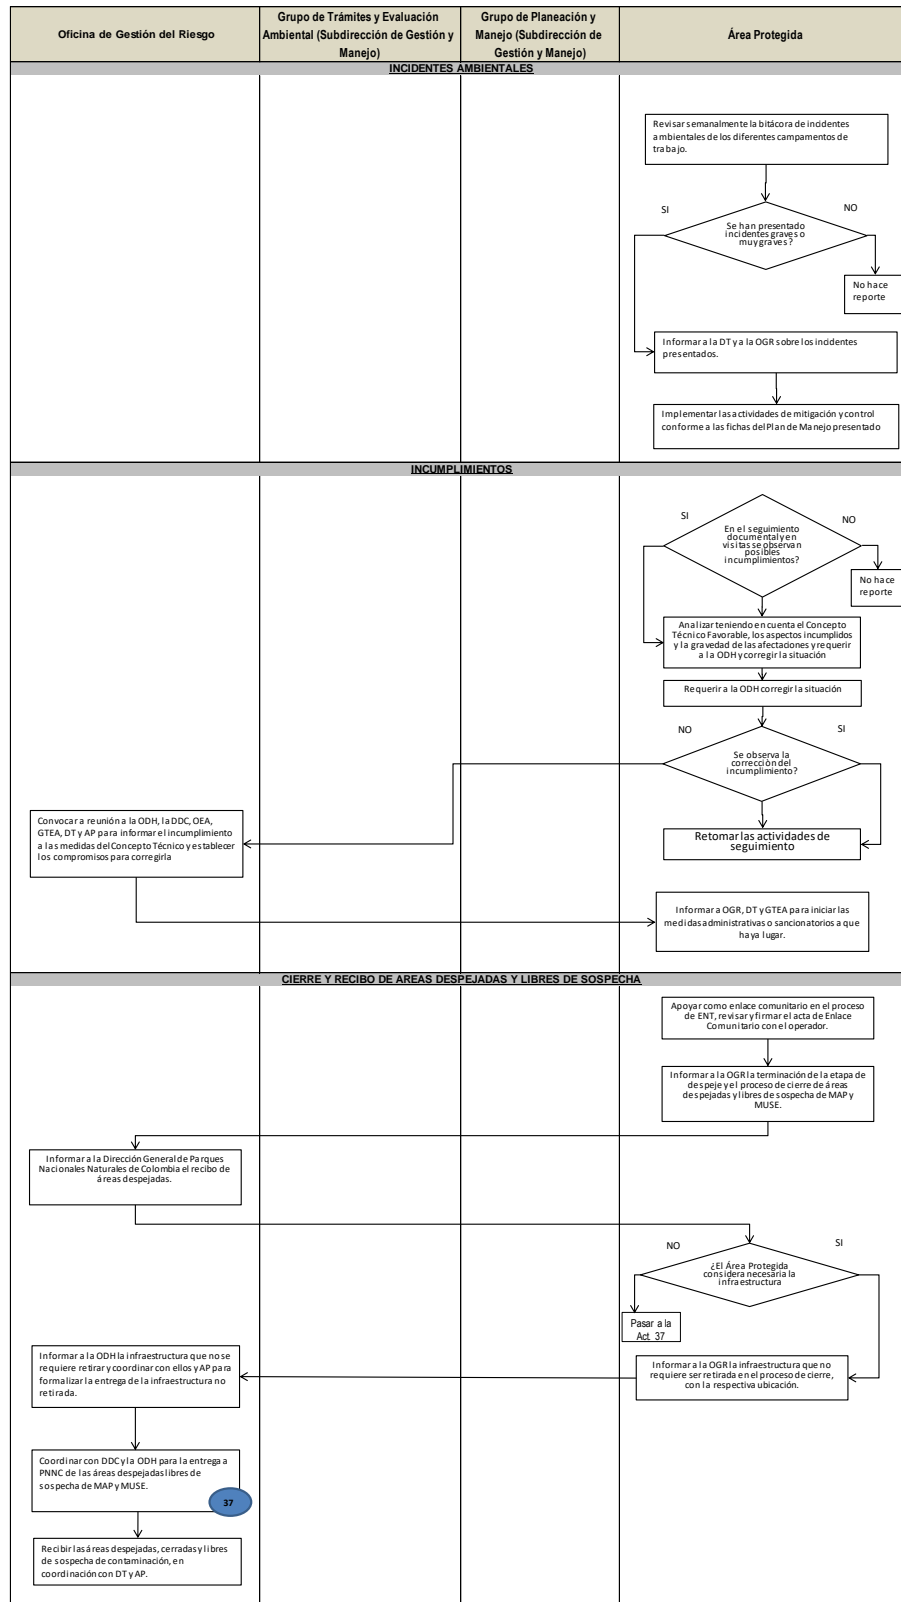 Oficina de Gestión del Riesgo
Grupo de Trámites y Evaluación
Ambiental (Subdirección de Gestión y
Manejo)
Grupo de Planeación y
Manejo (Subdirección de
Gestión y Manejo)
Área Protegida
INCIDENTES AMBIENTALES
Revisar semanalmente la bitácora de incidentes
ambientales de los diferentes campamentos de
trabajo.
SI
NO
Se han presentado
incidentes graves o
muy graves?
No hace
reporte
Informar a la DT y a la OGR sobre los incidentes
presentados.
Implementar las actividades de mitigación y control
conforme a las fichas del Plan de Manejo presentado
INCUMPLIMIENTOS
SI
NO
En el seguimiento
documental y en
visitas se observan
posibles
incumplimientos?
No hace
reporte
Analizar teniendo en cuenta el Concepto
Técnico Favorable, los aspectos incumplidos
y la gravedad de las afectaciones y requerir
a la ODH y corregir la situación
Requerir a la ODH corregir la situación
NO
SI
Se observa la
corrección del
incumplimiento?
Convocar a reunión a la ODH, la DDC, OEA,
GTEA, DT y AP para informar el incumplimiento
a las medidas del Concepto Técnico y establecer
los compromisos para corregirla
Retomar las actividades de
seguimiento
Informar a OGR, DT y GTEA para iniciar las
medidas administrativas o sancionatorios a que
haya lugar.
CIERRE Y RECIBO DE AREAS DESPEJADAS Y LIBRES DE SOSPECHA
Apoyar como enlace comunitario en el proceso
de ENT, revisar y firmar el acta de Enlace
Comunitario con el operador.
Informar a la OGR la terminación de la etapa de
despeje y el proceso de cierre de áreas
despejadas y libres de sospecha de MAP y
MUSE.
Informar a la Dirección General de Parques
Nacionales Naturales de Colombia el recibo de
áreas despejadas.
NO
SI
¿El Área Protegida
considera necesaria la
infraestructura
Pasar a la
Act. 37
Informar a la ODH la infraestructura que no se
requiere retirar y coordinar con ellos y AP para
formalizar la entrega de la infraestructura no
retirada.
Informar a la OGR la infraestructura que no
requiere ser retirada en el proceso de cierre,
con la respectiva ubicación.
Coordinar con DDC y la ODH para la entrega a
PNNC de las áreas despejadas libres de
sospecha de MAP y MUSE.
37
Recibir las áreas despejadas, cerradas y libres
de sospecha de contaminación, en
coordinación con DT y AP.